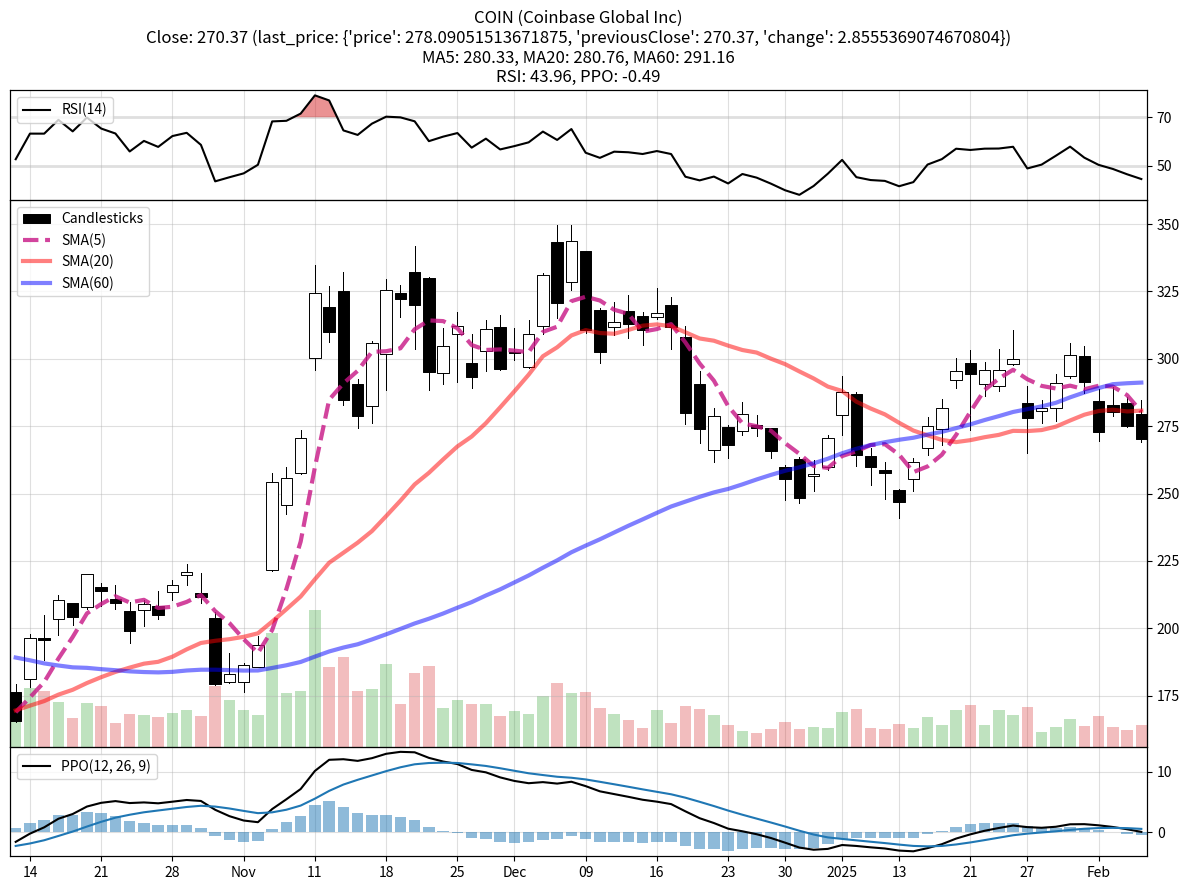 COIN (Coinbase Global Inc)
Close: 270.37 (last_price: {'price': 278.09051513671875, 'previousClose': 270.37, 'change': 2.8555369074670804})
MA5: 280.33, MA20: 280.76, MA60: 291.16
RSI: 43.96, PPO: -0.49
RSI(14)
70
50
Candlesticks
SMA(5)
SMA(20)
SMA(60)
350
325
300
275
250
225
200
175
PPO(12, 26, 9)
10
0
14 21 28 Nov 11 18 25 Dec 09 16 23 30 2025 13 21 27 Feb